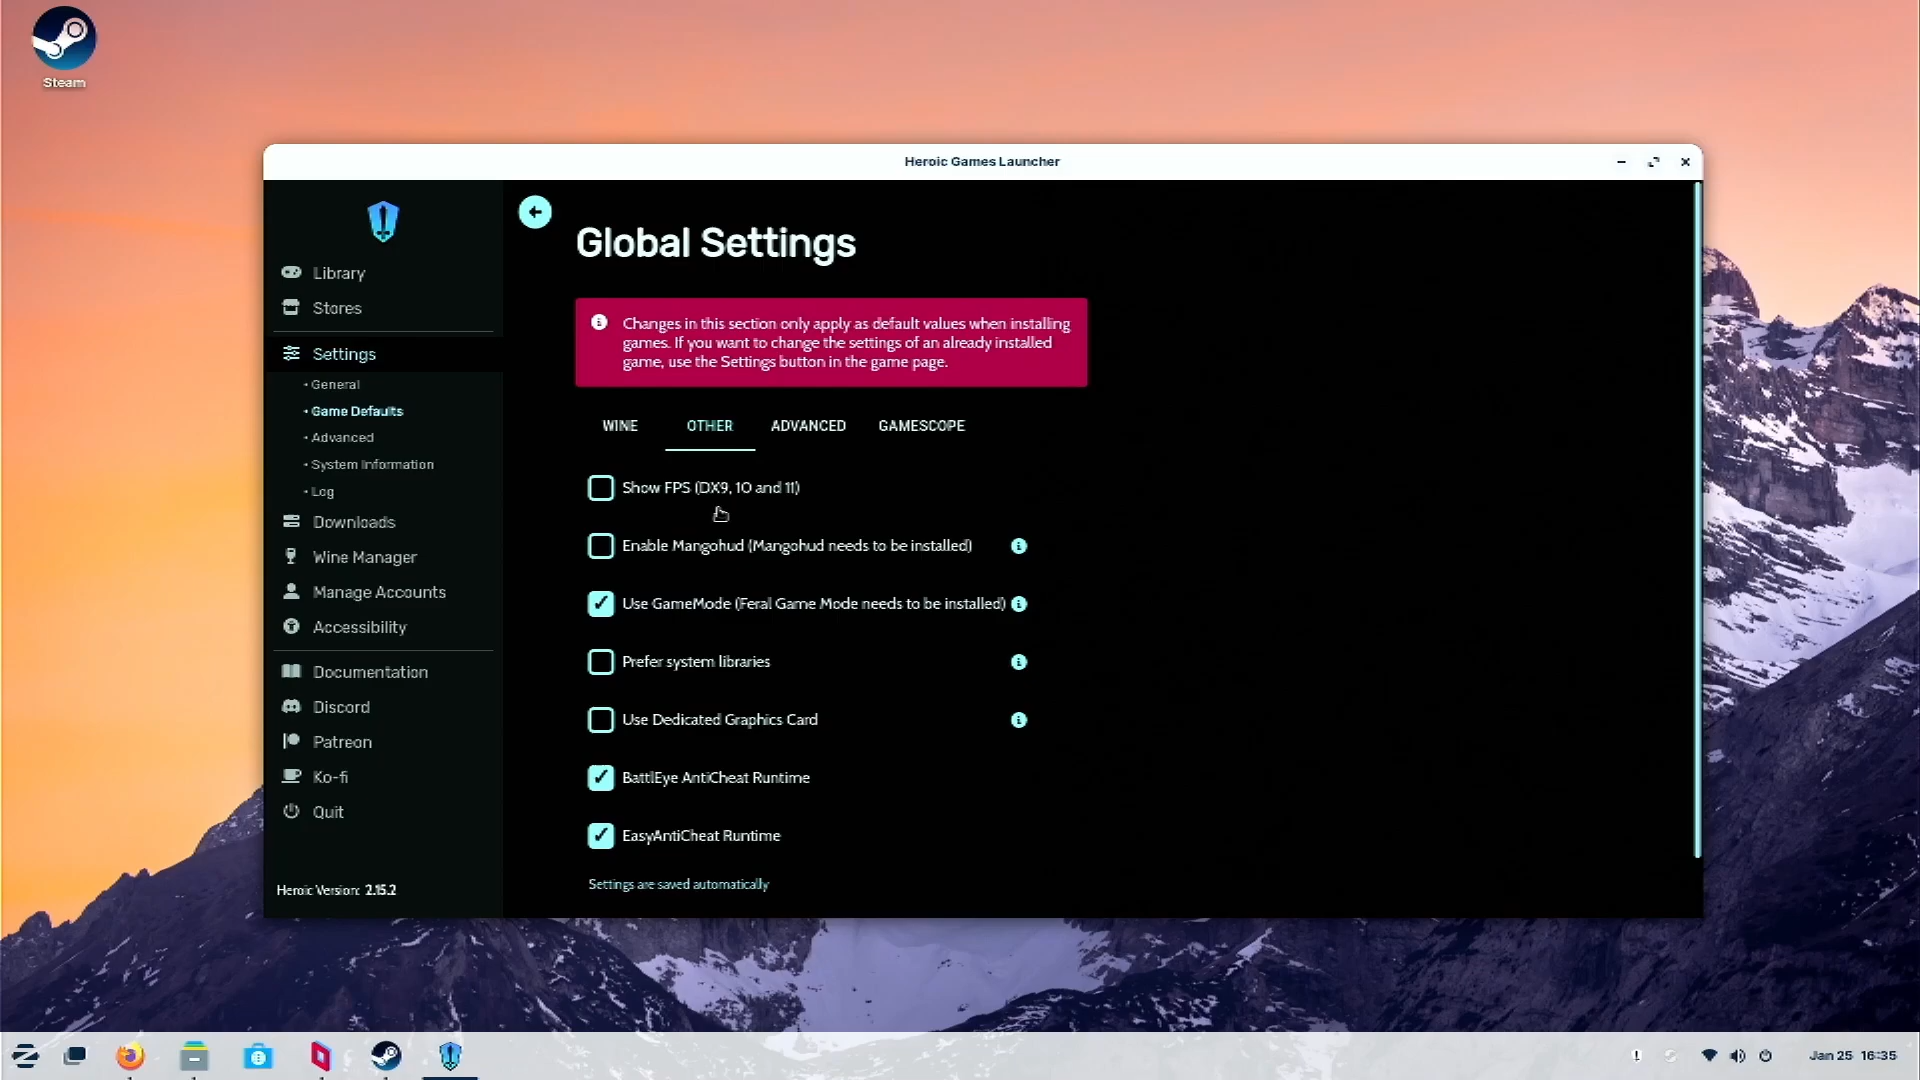 Steam
Heroic Games Launcher
Library
Stores
Settings
General
Game Defaults
Advanced
System Information
Log
Downloads
Wine Manager
Manage Accounts
Accessibility
Documentation
Discord
Patreon
Ko-fi
Quit
Heroic Version: 2.15.2
Global Settings
Changes in this section only apply as default values when installing
games. If you want to change the settings of an already installed
game, use the Settings button in the game page.
WINE OTHER ADVANCED GAMESCOPE
Show FPS (DX9, 10 and 11)
Enable Mangohud (Mangohud needs to be installed)
Use GameMode (Feral Game Mode needs to be installed)
Prefer system libraries
Use Dedicated Graphics Card
BattlEye AntiCheat Runtime
EasyAntiCheat Runtime
Settings are saved automatically
Jan 25 16:35